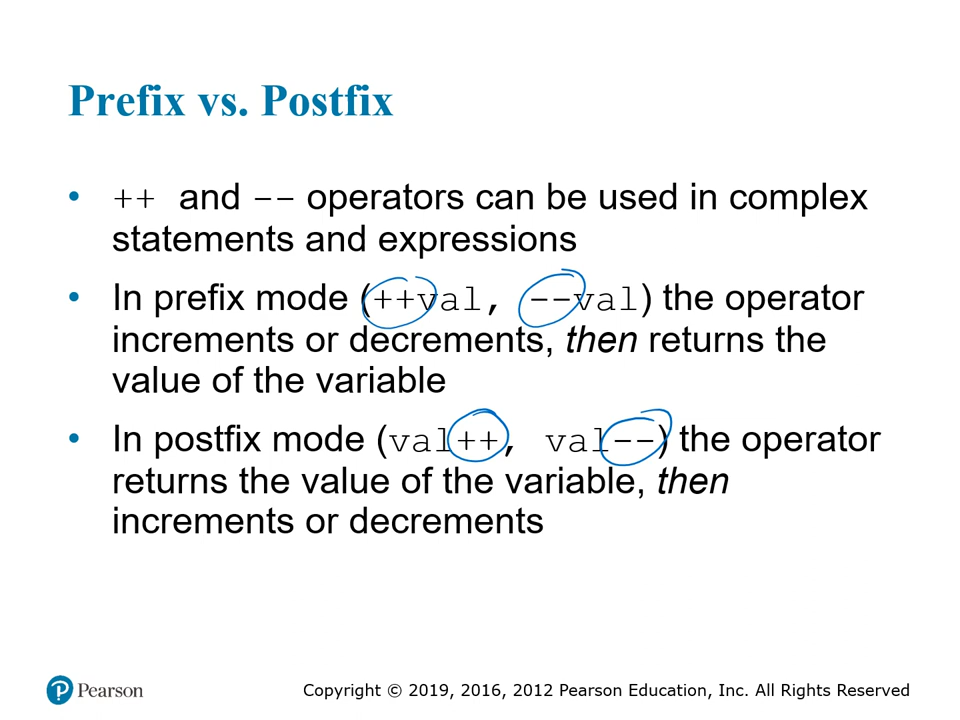 Prefix vs. Postfix
• ++ and -- operators can be used in complex
statements and expressions
• In prefix mode (++val, --val) the operator
increments or decrements, then returns the
value of the variable
• In postfix mode (val++, val--) the operator
returns the value of the variable, then
increments or decrements
P Pearson
Copyright © 2019, 2016, 2012 Pearson Education, Inc. All Rights Reserved